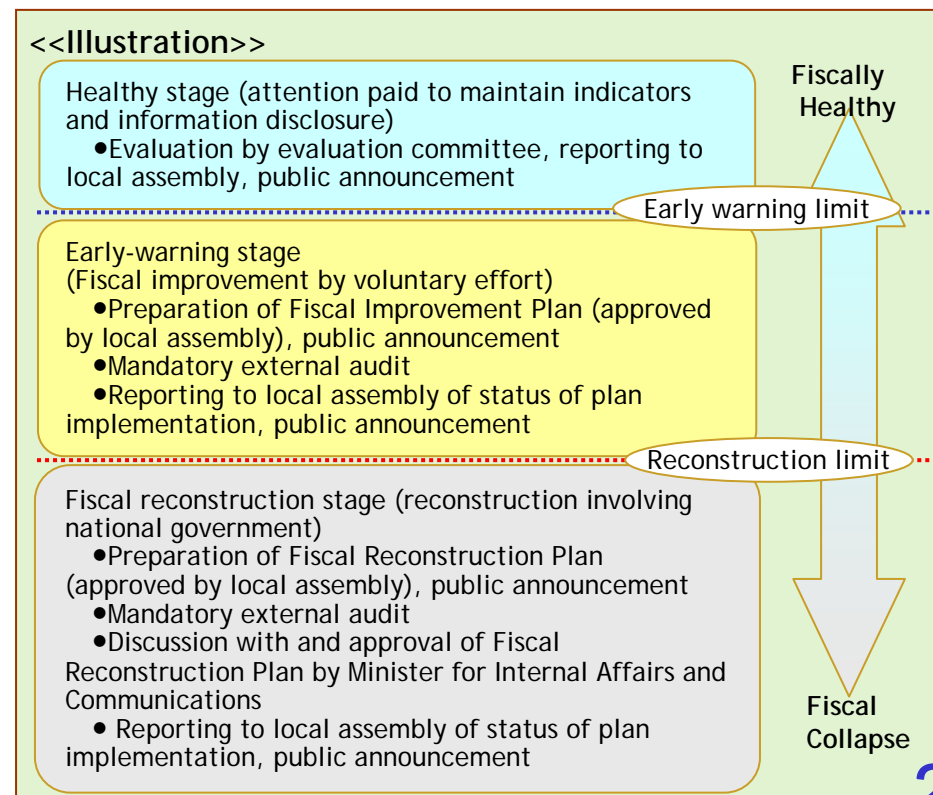 <<Illustration>>
Healthy stage (attention paid to maintain indicators
and information disclosure)
●Evaluation by evaluation committee, reporting to
local assembly, public announcement
Fiscally
Healthy
Early warning limit
Early-warning stage
(Fiscal improvement by voluntary effort)
●Preparation of Fiscal Improvement Plan (approved
by local assembly), public announcement
●Mandatory external audit
●Reporting to local assembly of status of plan
implementation, public announcement
Reconstruction limit
Fiscal reconstruction stage (reconstruction involving
national government)
●Preparation of Fiscal Reconstruction Plan
(approved by local assembly), public announcement
●Mandatory external audit
●Discussion with and approval of Fiscal
Reconstruction Plan by Minister for Internal Affairs and
Communications
● Reporting to local assembly of status of plan
implementation, public announcement
Fiscal
Collapse